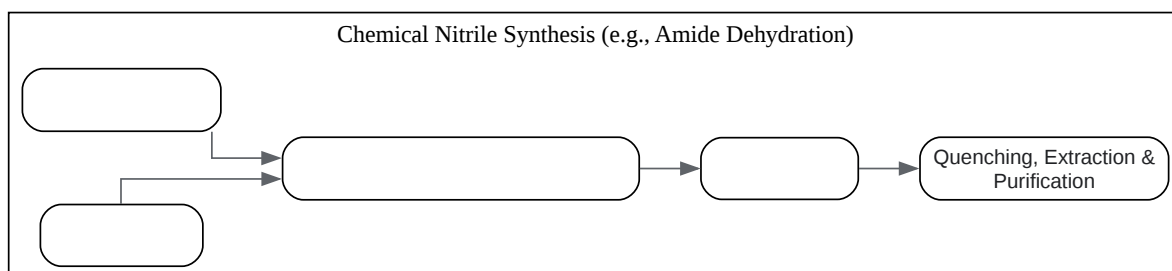 Chemical Nitrile Synthesis (e.g., Amide Dehydration)
Quenching, Extraction &
Purification